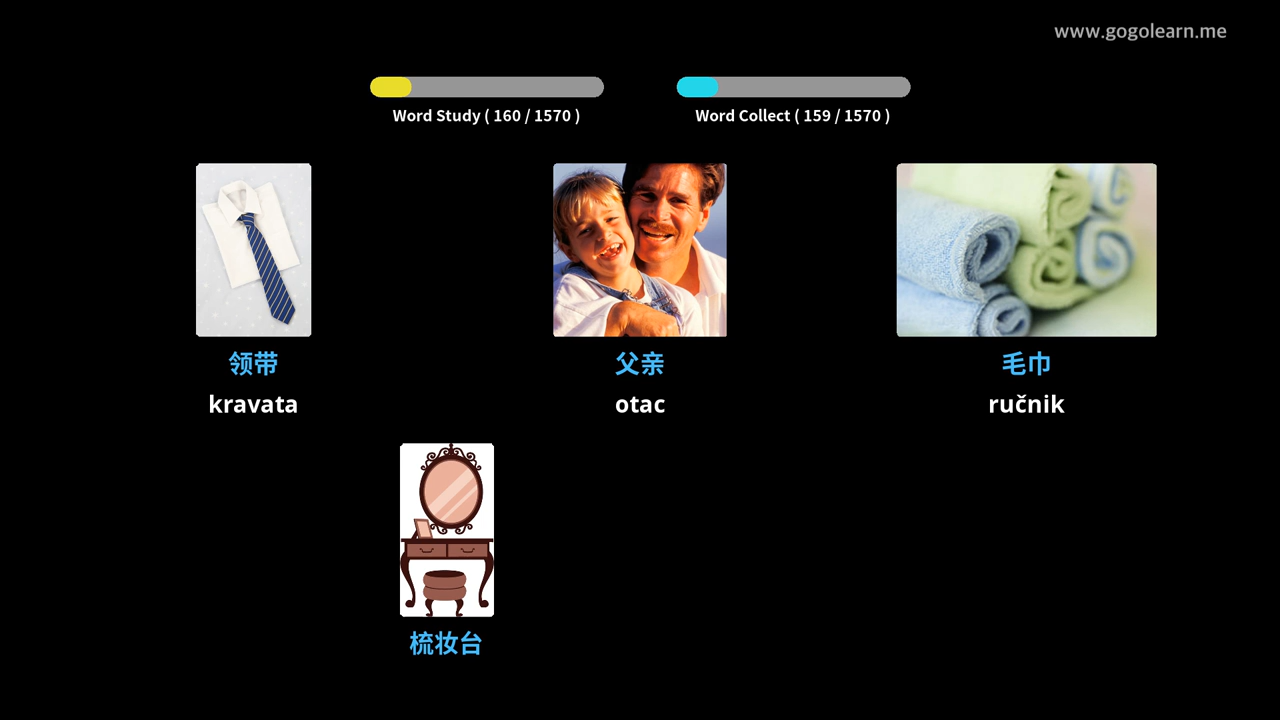 www.gogolearn.me
Word Study ( 160 / 1570 )
Word Collect ( 159 / 1570 )
领带
父亲
毛巾
kravata
otac
ručnik
梳妆台